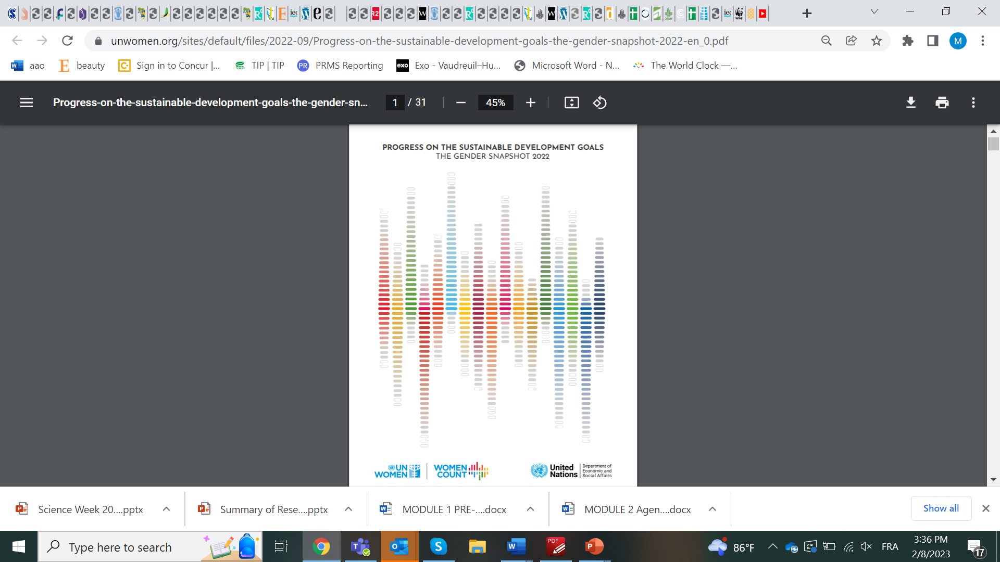 unwomen.org/sites/default/files/2022-09/Progress-on-the-sustainable-development-goals-the-gender-snapshot-2022-en_0.pdf
M
aao
beauty
Sign in to Concur |...
TIP | TIP
PR
PRMS Reporting
exo
Exo - Vaudreuil–Hu...
Microsoft Word - N...
The World Clock —...
Progress-on-the-sustainable-development-goals-the-gender-sn...
1 / 31
45%
PROGRESS ON THE SUSTAINABLE DEVELOPMENT GOALS
THE GENDER SNAPSHOT 2022
UN
WOMEN
WOMEN
COUNT
United
Nations
Department of
Economic and
Social Affairs
Science Week 20....pptx
Summary of Rese....pptx
MODULE 1 PRE-....docx
MODULE 2 Agen....docx
Show all
Type here to search
PDF
86°F
FRA
3:36 PM
2/8/2023
17